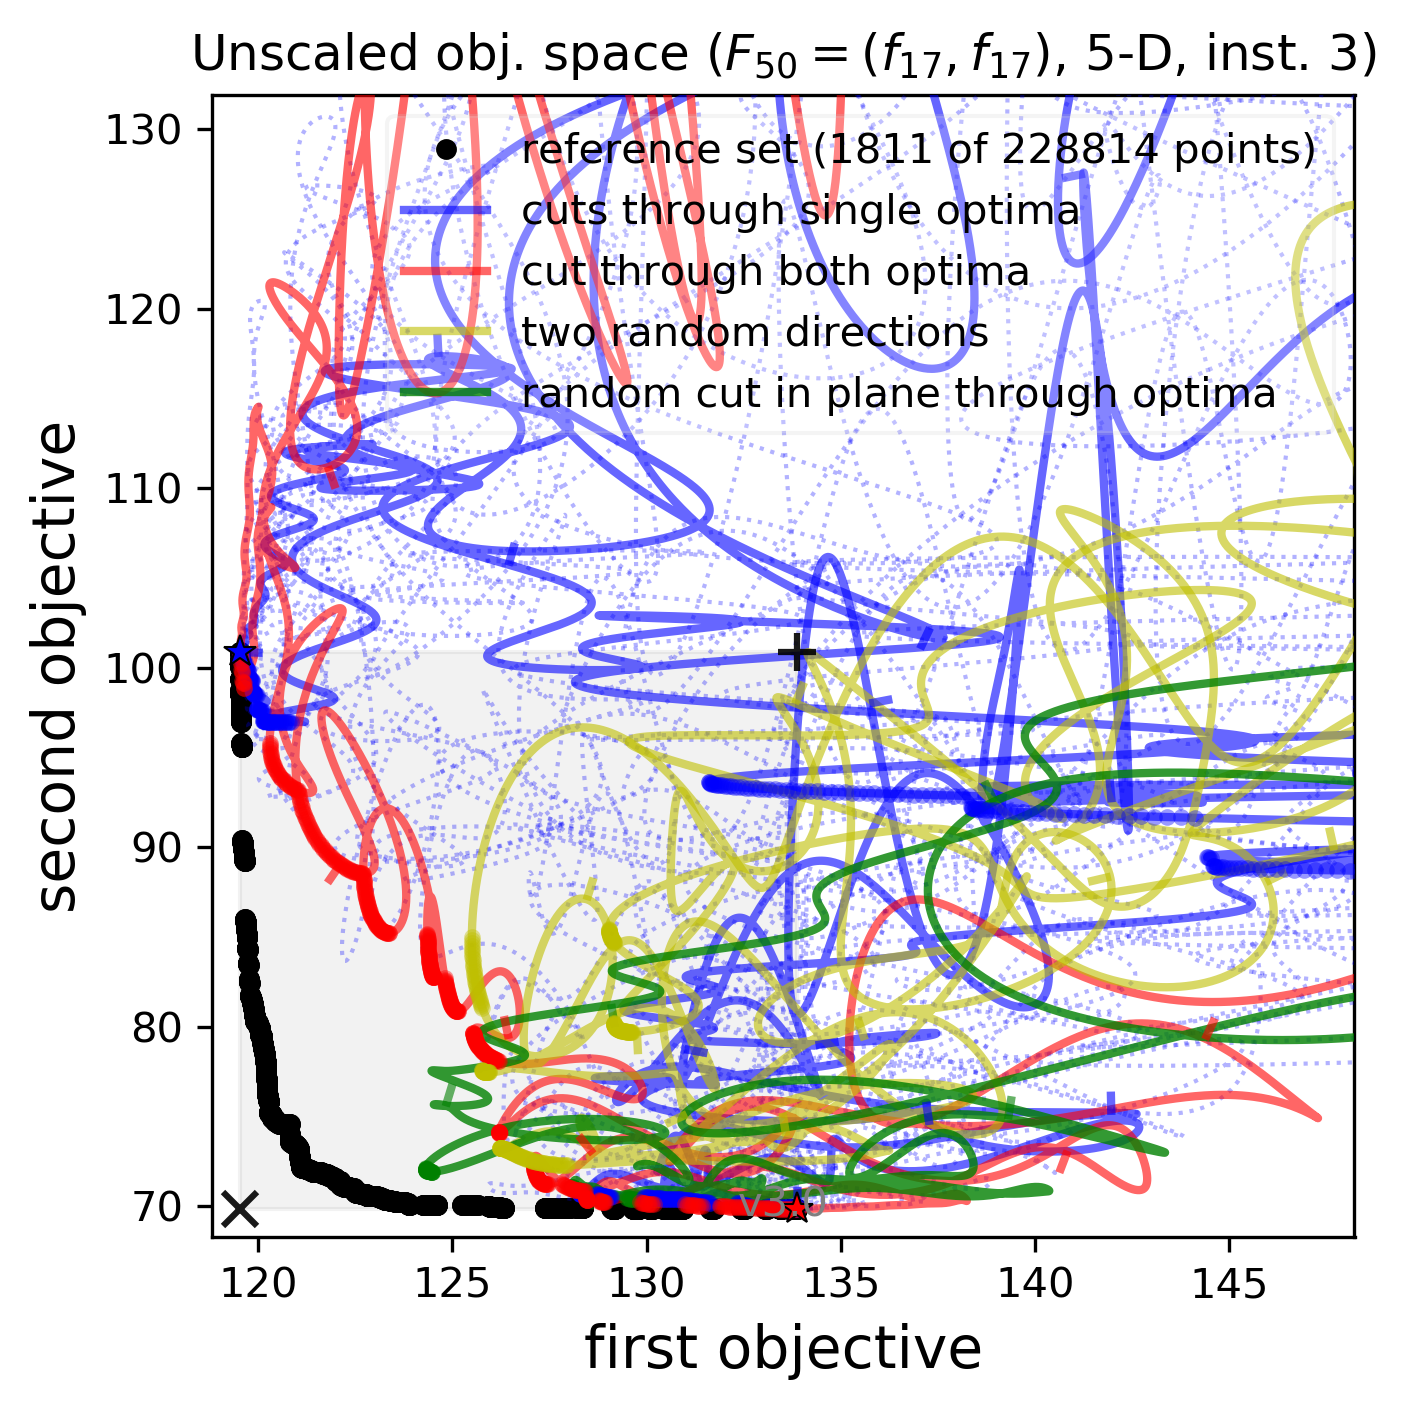 Unscaled obj. space (F₅₀ = (f₁₇, f₁₇), 5-D, inst. 3)
reference set (1811 of 228814 points)
cuts through single optima
cut through both optima
two random directions
random cut in plane through optima
second objective
130
120
110
100
90
80
70
v3.0
120 125 130 135 140 145
first objective